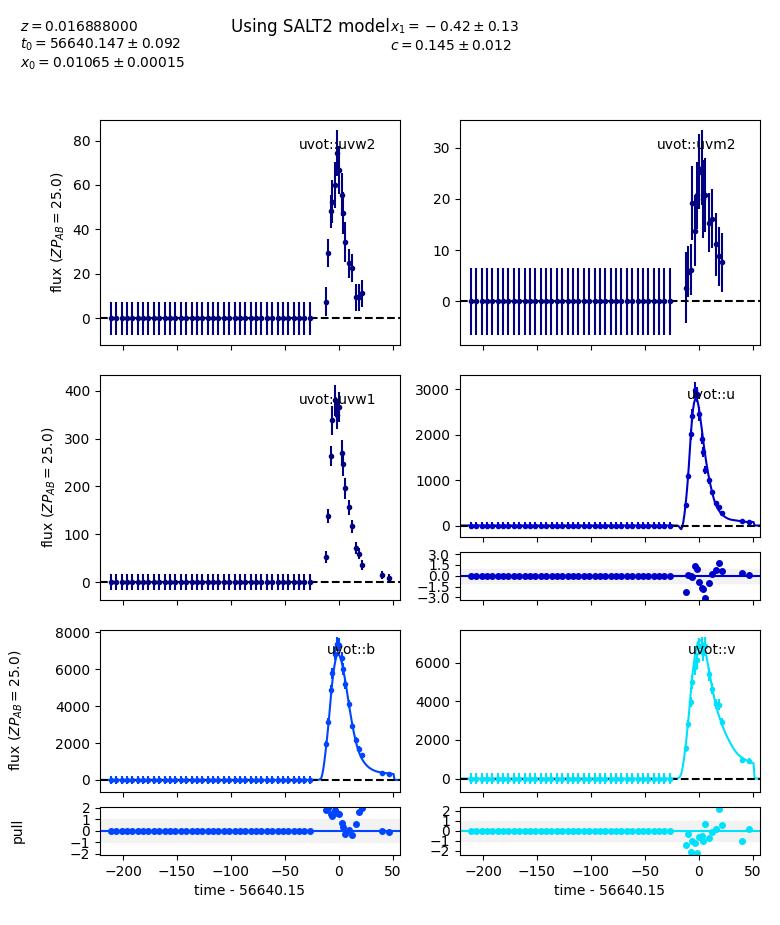 z = 0.016888000
Using SALT2 model
x₁ = −0.42 ± 0.13
t₀ = 56640.147 ± 0.092
c = 0.145 ± 0.012
x₀ = 0.01065 ± 0.00015
uvot::uvw2
80
60
40
20
0
flux (ZP_AB = 25.0)
uvot::uvm2
30
20
10
0
uvot::uvw1
400
300
200
100
0
flux (ZP_AB = 25.0)
uvot::u
3000
2000
1000
0
3.0
1.5
0.0
−1.5
−3.0
uvot::b
8000
6000
4000
2000
0
flux (ZP_AB = 25.0)
uvot::v
6000
4000
2000
0
2
1
0
−1
−2
pull
2
1
0
−1
−2
−200 −150 −100 −50 0 50
time - 56640.15
−200 −150 −100 −50 0 50
time - 56640.15